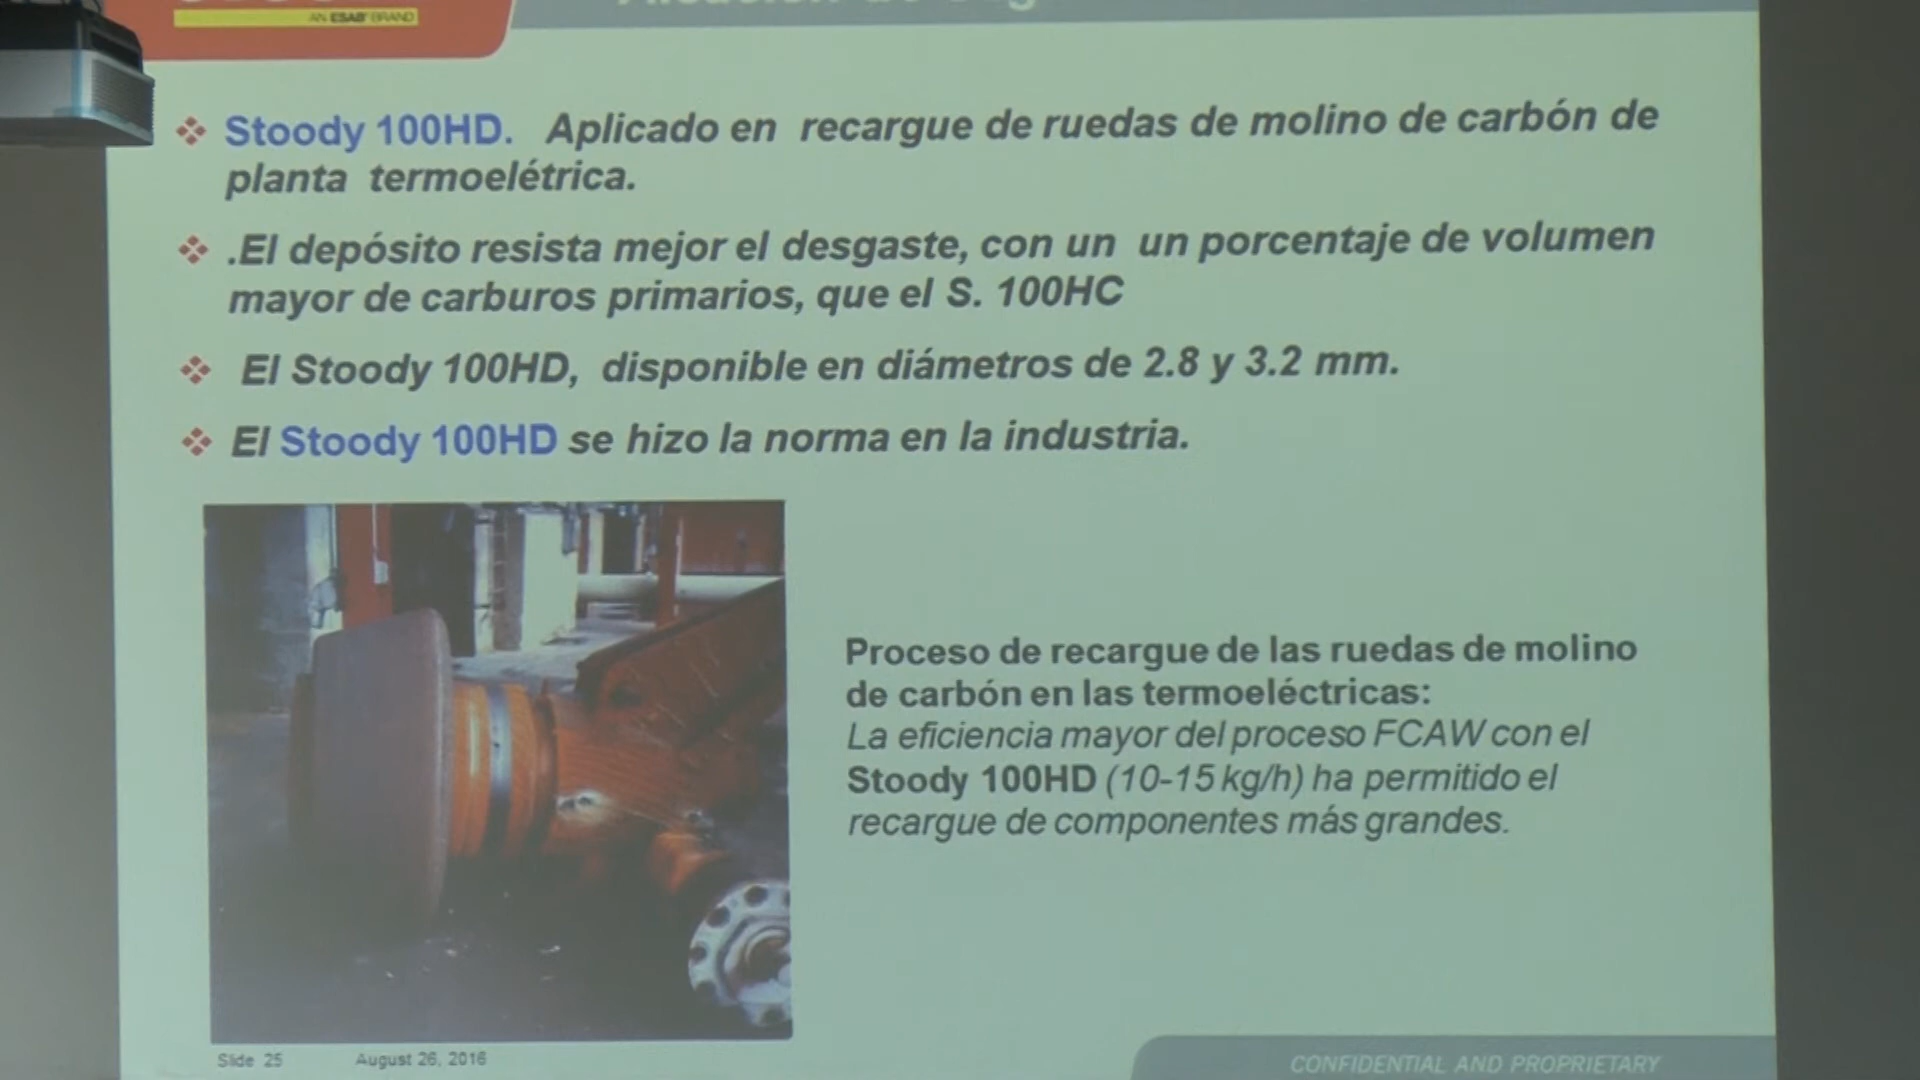 AN ESAB BRAND
Stoody 100HD. Aplicado en recargue de ruedas de molino de carbón de
planta termoelétrica.
.El depósito resista mejor el desgaste, con un un porcentaje de volumen
mayor de carburos primarios, que el S. 100HC
El Stoody 100HD, disponible en diámetros de 2.8 y 3.2 mm.
El Stoody 100HD se hizo la norma en la industria.
Proceso de recargue de las ruedas de molino
de carbón en las termoeléctricas:
La eficiencia mayor del proceso FCAW con el
Stoody 100HD (10-15 kg/h) ha permitido el
recargue de componentes más grandes.
Slide 25 August 26, 2016
CONFIDENTIAL AND PROPRIETARY